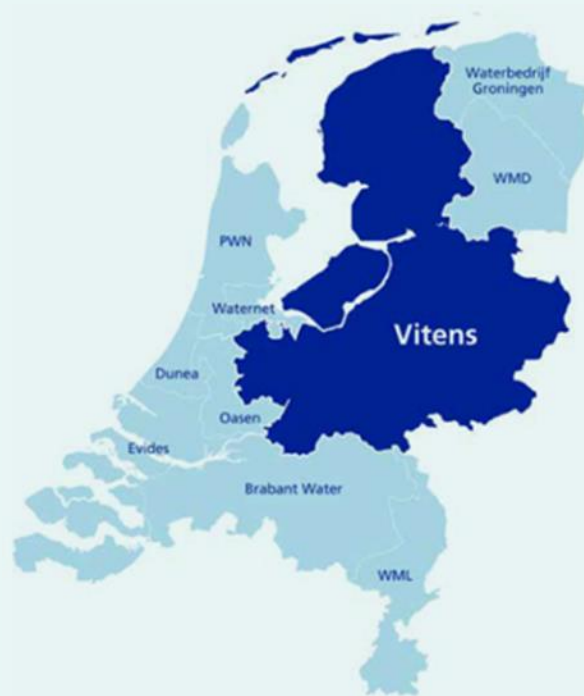 Waterbedrijf
Groningen
WMD
PWN
Waternet
Vitens
Dunea
Oasen
Evides
Brabant Water
WML